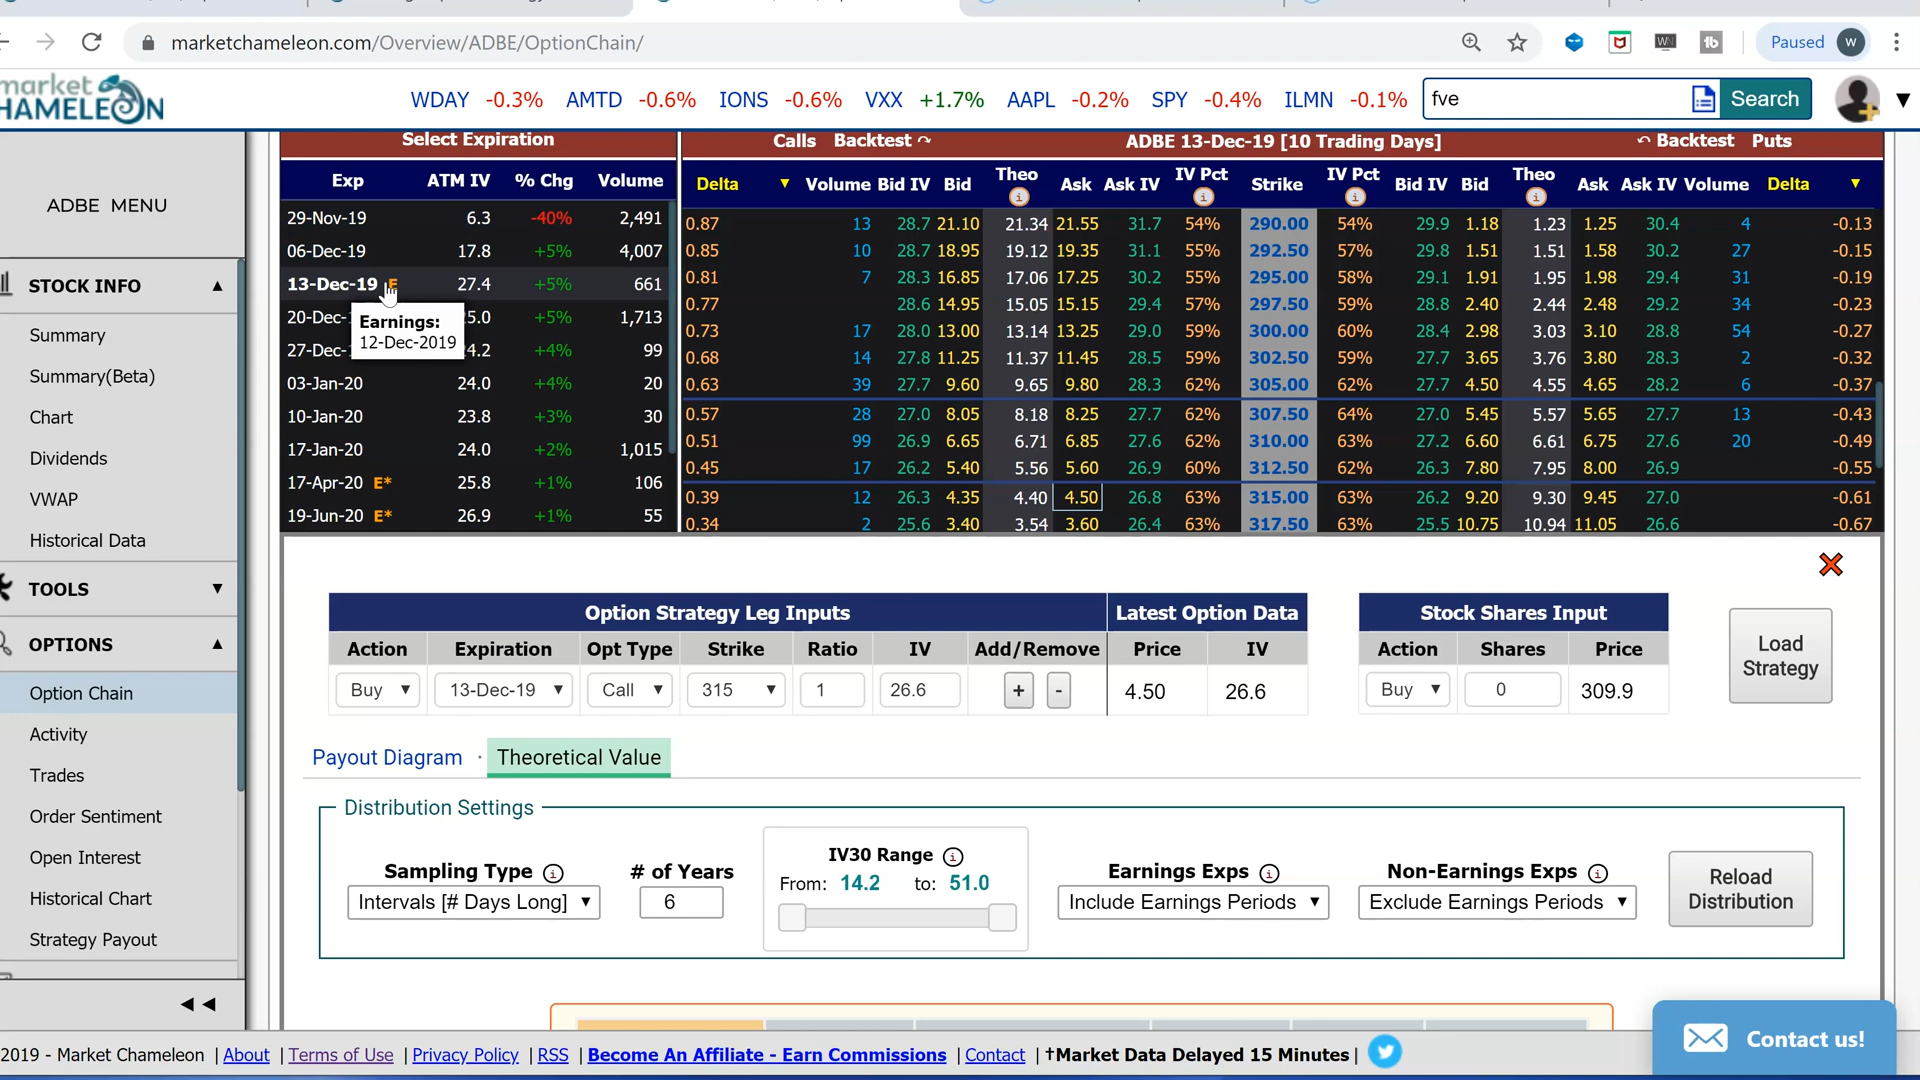 marketchameleon.com/Overview/ADBE/OptionChain/
Paused W
market
HAMELEON
WDAY -0.3% AMTD -0.6% IONS -0.6% VXX +1.7% AAPL -0.2% SPY -0.4% ILMN -0.1%
fve
Search
ADBE MENU
STOCK INFO ▲
Summary
Summary(Beta)
Chart
Dividends
VWAP
Historical Data
TOOLS ▼
OPTIONS ▲
Option Chain
Activity
Trades
Order Sentiment
Open Interest
Historical Chart
Strategy Payout
◀◀
Select Expiration
Exp ATM IV % Chg Volume
29-Nov-19 6.3 -40% 2,491
06-Dec-19 17.8 +5% 4,007
13-Dec-19 E 27.4 +5% 661
20-Dec- 25.0 +5% 1,713
27-Dec- 24.2 +4% 99
03-Jan-20 24.0 +4% 20
10-Jan-20 23.8 +3% 30
17-Jan-20 24.0 +2% 1,015
17-Apr-20 E* 25.8 +1% 106
19-Jun-20 E* 26.9 +1% 55
Earnings:
12-Dec-2019
Calls Backtest ↷ ADBE 13-Dec-19 [10 Trading Days] ↶ Backtest Puts
Delta ▼ Volume Bid IV Bid Theo Ask Ask IV IV Pct Strike IV Pct Bid IV Bid Theo Ask Ask IV Volume Delta ▼
0.87 13 28.7 21.10 21.34 21.55 31.7 54% 290.00 54% 29.9 1.18 1.23 1.25 30.4 4 -0.13
0.85 10 28.7 18.95 19.12 19.35 31.1 55% 292.50 57% 29.8 1.51 1.51 1.58 30.2 27 -0.15
0.81 7 28.3 16.85 17.06 17.25 30.2 55% 295.00 58% 29.1 1.91 1.95 1.98 29.4 31 -0.19
0.77 28.6 14.95 15.05 15.15 29.4 57% 297.50 59% 28.8 2.40 2.44 2.48 29.2 34 -0.23
0.73 17 28.0 13.00 13.14 13.25 29.0 59% 300.00 60% 28.4 2.98 3.03 3.10 28.8 54 -0.27
0.68 14 27.8 11.25 11.37 11.45 28.5 59% 302.50 59% 27.7 3.65 3.76 3.80 28.3 2 -0.32
0.63 39 27.7 9.60 9.65 9.80 28.3 62% 305.00 62% 27.7 4.50 4.55 4.65 28.2 6 -0.37
0.57 28 27.0 8.05 8.18 8.25 27.7 62% 307.50 64% 27.0 5.45 5.57 5.65 27.7 13 -0.43
0.51 99 26.9 6.65 6.71 6.85 27.6 62% 310.00 63% 27.2 6.60 6.61 6.75 27.6 20 -0.49
0.45 17 26.2 5.40 5.56 5.60 26.9 60% 312.50 62% 26.3 7.80 7.95 8.00 26.9 -0.55
0.39 12 26.3 4.35 4.40 4.50 26.8 63% 315.00 63% 26.2 9.20 9.30 9.45 27.0 -0.61
0.34 2 25.6 3.40 3.54 3.60 26.4 63% 317.50 63% 25.5 10.75 10.94 11.05 26.6 -0.67
Option Strategy Leg Inputs Latest Option Data
Action Expiration Opt Type Strike Ratio IV Add/Remove Price IV
Buy ▼ 13-Dec-19 ▼ Call ▼ 315 ▼ 1 26.6 + - 4.50 26.6
Stock Shares Input
Action Shares Price
Buy ▼ 0 309.9
Load
Strategy
Payout Diagram · Theoretical Value
Distribution Settings
Sampling Type i
Intervals [# Days Long] ▼
# of Years
6
IV30 Range i
From: 14.2 to: 51.0
Earnings Exps i
Include Earnings Periods ▼
Non-Earnings Exps i
Exclude Earnings Periods ▼
Reload
Distribution
2019 - Market Chameleon | About | Terms of Use | Privacy Policy | RSS | Become An Affiliate - Earn Commissions | Contact | †Market Data Delayed 15 Minutes |
Contact us!